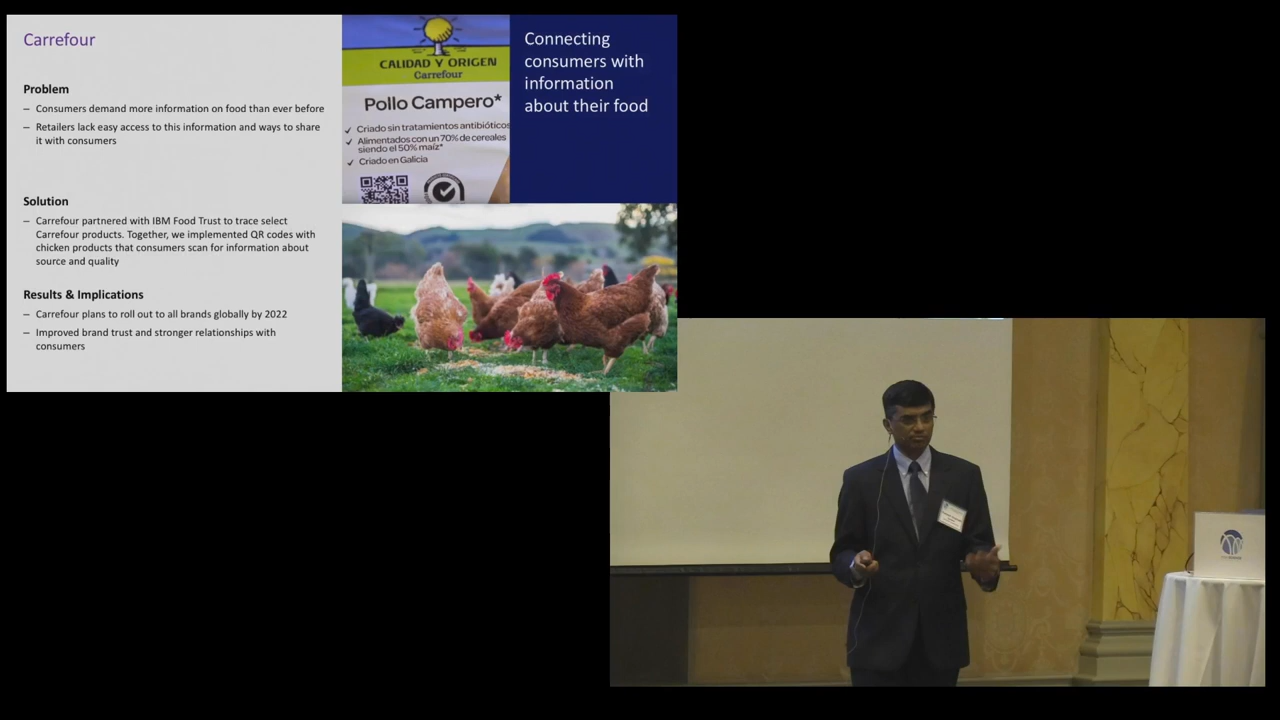 Carrefour
Problem
– Consumers demand more information on food than ever before
– Retailers lack easy access to this information and ways to share
it with consumers
Solution
– Carrefour partnered with IBM Food Trust to trace select
Carrefour products. Together, we implemented QR codes with
chicken products that consumers scan for information about
source and quality
Results & Implications
– Carrefour plans to roll out to all brands globally by 2022
– Improved brand trust and stronger relationships with
consumers
CALIDAD Y ORIGEN
Carrefour
Pollo Campero*
✓ Criado sin tratamientos antibióticos
✓ Alimentados con un 70% de cereales
siendo el 50% maíz*
✓ Criado en Galicia
Connecting
consumers with
information
about their food